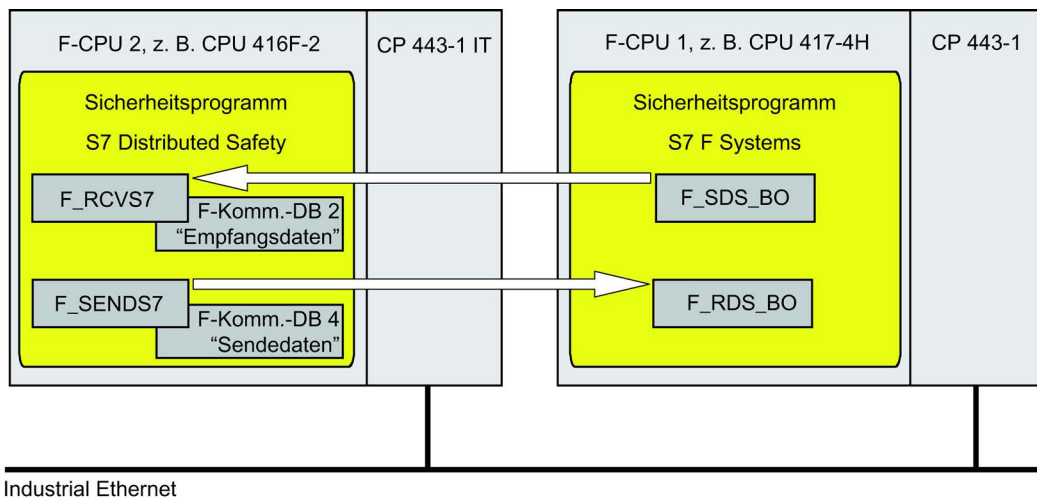 F-CPU 2, z. B. CPU 416F-2
CP 443-1 IT
Sicherheitsprogramm
S7 Distributed Safety
F_RCVS7
F-Komm.-DB 2
“Empfangsdaten”
F_SENDS7
F-Komm.-DB 4
“Sendedaten”
F-CPU 1, z. B. CPU 417-4H
CP 443-1
Sicherheitsprogramm
S7 F Systems
F_SDS_BO
F_RDS_BO
Industrial Ethernet